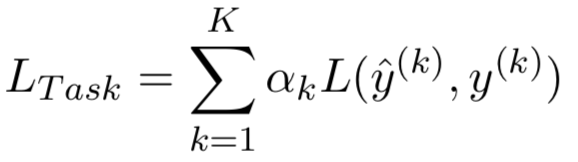 L_{Task} = \sum_{k=1}^{K} \alpha_k L(\hat{y}^{(k)}, y^{(k)})